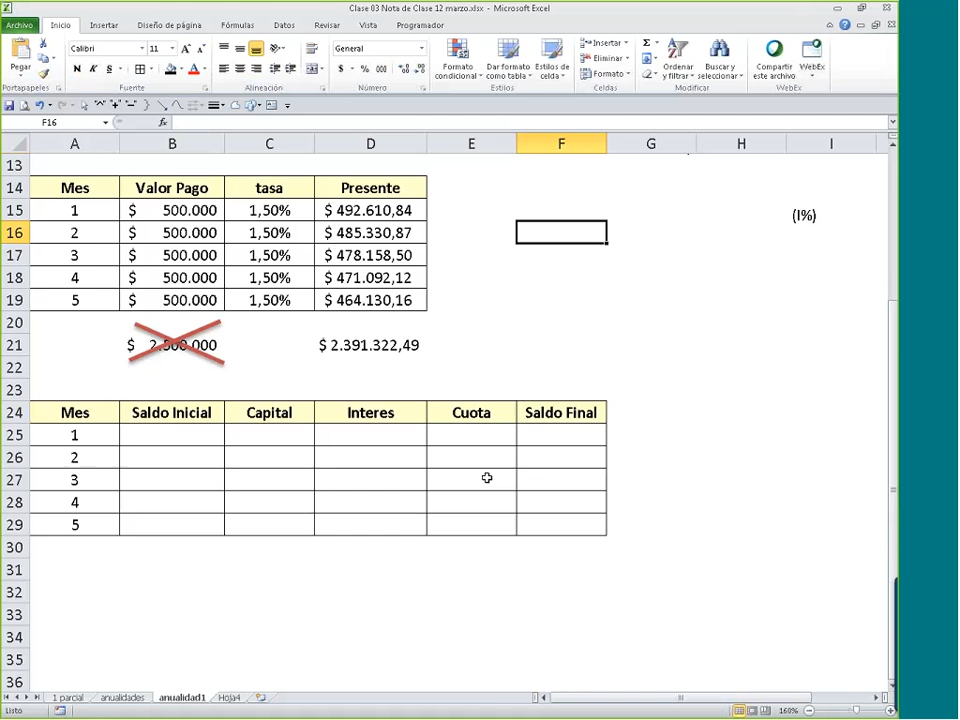 Clase 03 Nota de Clase 12 marzo.xlsx - Microsoft Excel
Archivo Inicio Insertar Diseño de página Fórmulas Datos Revisar Vista Programador
Calibri 11 General Insertar
Pegar N K S $ % 000 Eliminar
Formato condicional Dar formato como tabla Estilos de celda Formato Ordenar y filtrar Buscar y seleccionar Compartir este archivo WebEx
Portapapeles Fuente Alineación Número Estilos Celdas Modificar WebEx
F16 fx
A B C D E F G H I
13
14 Mes Valor Pago tasa Presente
15 1 $ 500.000 1,50% $ 492.610,84 (I%)
16 2 $ 500.000 1,50% $ 485.330,87
17 3 $ 500.000 1,50% $ 478.158,50
18 4 $ 500.000 1,50% $ 471.092,12
19 5 $ 500.000 1,50% $ 464.130,16
20
21 $ 2.500.000 $ 2.391.322,49
22
23
24 Mes Saldo Inicial Capital Interes Cuota Saldo Final
25 1
26 2
27 3
28 4
29 5
30
31
32
33
34
35
36
1 parcial anualidades anualidad1 Hoja4
Listo 160%